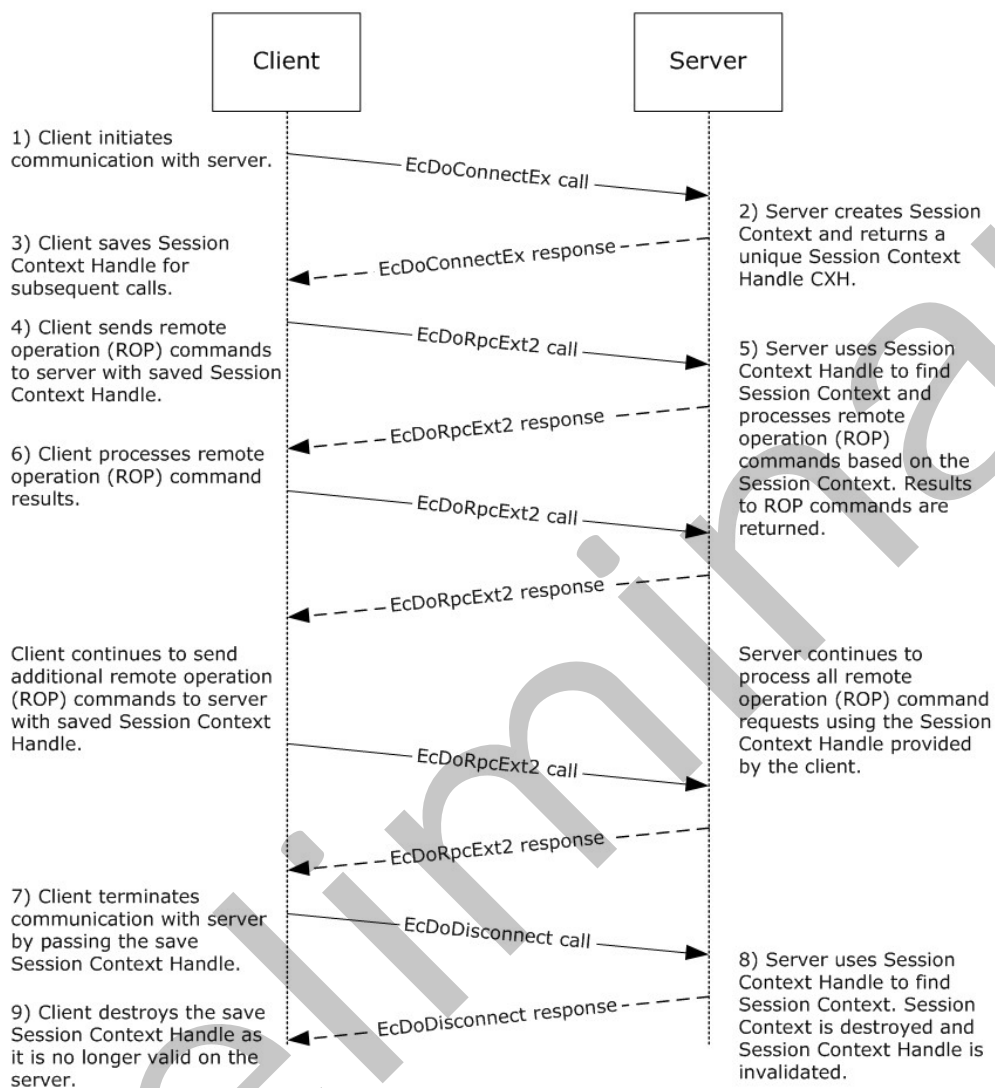 Client
Server
1) Client initiates
communication with server.
EcDoConnectEx call
2) Server creates Session
Context and returns a
unique Session Context
Handle CXH.
EcDoConnectEx response
3) Client saves Session
Context Handle for
subsequent calls.
4) Client sends remote
operation (ROP) commands
to server with saved Session
Context Handle.
EcDoRpcExt2 call
5) Server uses Session
Context Handle to find
Session Context and
processes remote
operation (ROP)
commands based on the
Session Context. Results
to ROP commands are
returned.
EcDoRpcExt2 response
6) Client processes remote
operation (ROP) command
results.
EcDoRpcExt2 call
EcDoRpcExt2 response
Client continues to send
additional remote operation
(ROP) commands to server
with saved Session Context
Handle.
Server continues to
process all remote
operation (ROP) command
requests using the Session
Context Handle provided
by the client.
EcDoRpcExt2 call
EcDoRpcExt2 response
7) Client terminates
communication with server
by passing the save
Session Context Handle.
EcDoDisconnect call
8) Server uses Session
Context Handle to find
Session Context. Session
Context is destroyed and
Session Context Handle is
invalidated.
EcDoDisconnect response
9) Client destroys the save
Session Context Handle as
it is no longer valid on the
server.
elimina